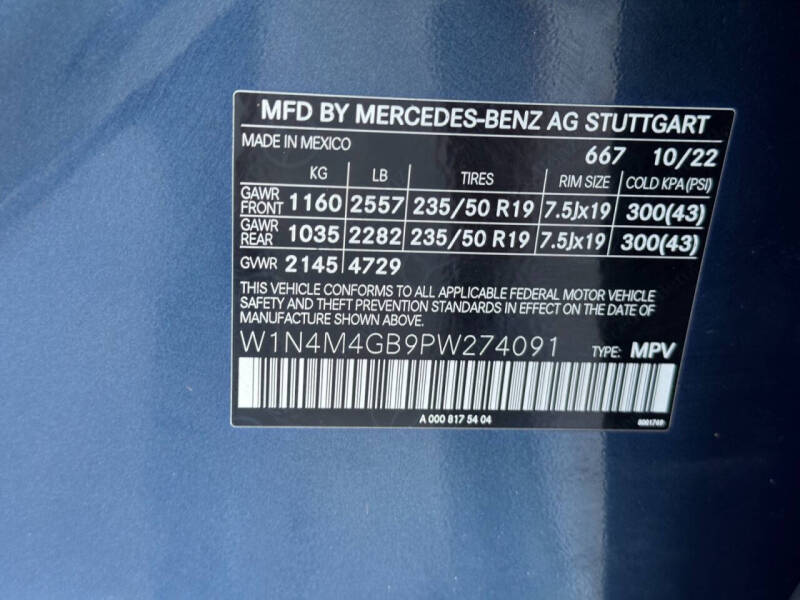 MFD BY MERCEDES-BENZ AG STUTTGART
MADE IN MEXICO 667 10/22
KG LB TIRES RIM SIZE COLD KPA (PSI)
GAWR FRONT 1160 2557 235/50 R19 7.5Jx19 300(43)
GAWR REAR 1035 2282 235/50 R19 7.5Jx19 300(43)
GVWR 2145 4729
THIS VEHICLE CONFORMS TO ALL APPLICABLE FEDERAL MOTOR VEHICLE
SAFETY AND THEFT PREVENTION STANDARDS IN EFFECT ON THE DATE OF
MANUFACTURE SHOWN ABOVE.
W1N4M4GB9PW274091 TYPE: MPV
A 000 817 54 04